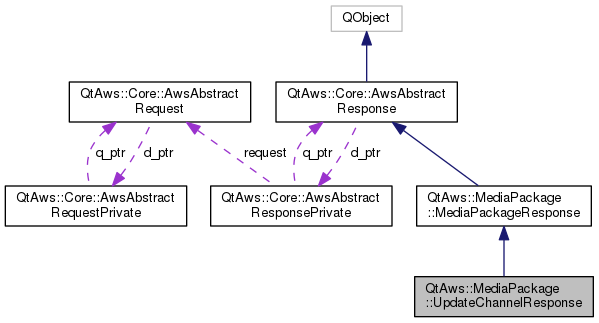 QObject
QtAws::Core::AwsAbstract
Request
QtAws::Core::AwsAbstract
Response
q_ptr
d_ptr
request
q_ptr
d_ptr
QtAws::Core::AwsAbstract
RequestPrivate
QtAws::Core::AwsAbstract
ResponsePrivate
QtAws::MediaPackage
::MediaPackageResponse
QtAws::MediaPackage
::UpdateChannelResponse